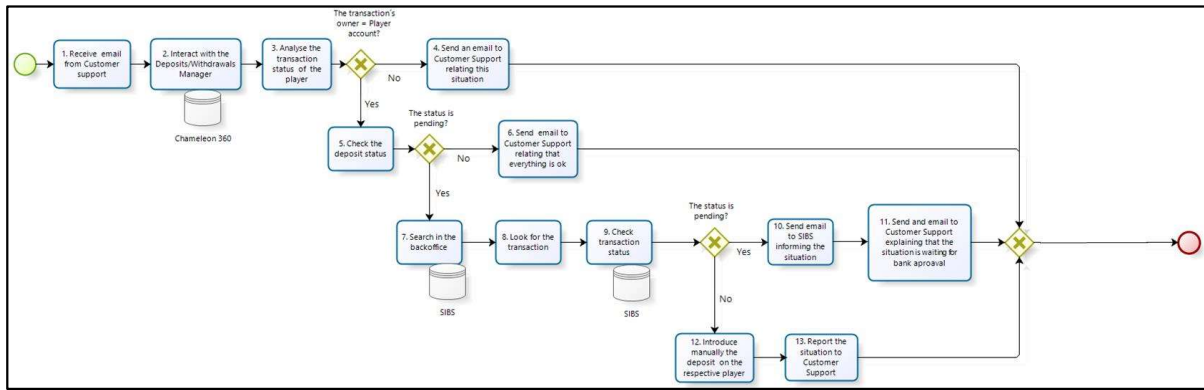 The transaction's
owner = Player
account?
1. Receive email
from Customer
support
2. Interact with the
Deposits/Withdrawals
Manager
3. Analyse the
transaction
status of the
player
4. Send an email to
Customer Support
relating this
situation
No
Yes
Chameleon 360
The status is
pending?
5. Check the
deposit status
6. Send email to
Customer Support
relating that
everything is ok
No
Yes
7. Search in the
backoffice
8. Look for the
transaction
9. Check
transaction
status
The status is
pending?
10. Send email
to SIBS
informing the
situation
11. Send and email to
Customer Support
explaining that the
situation is waiting for
bank aproaval
Yes
SIBS
SIBS
No
12. Introduce
manually the
deposit on the
respective player
13. Report the
situation to
Customer
Support